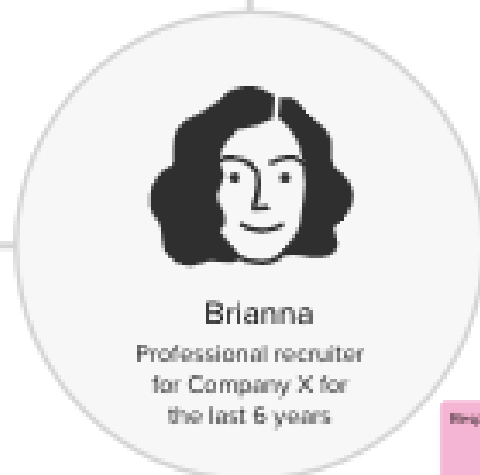 Brianna
Professional recruiter
for Company X for
the last 6 years